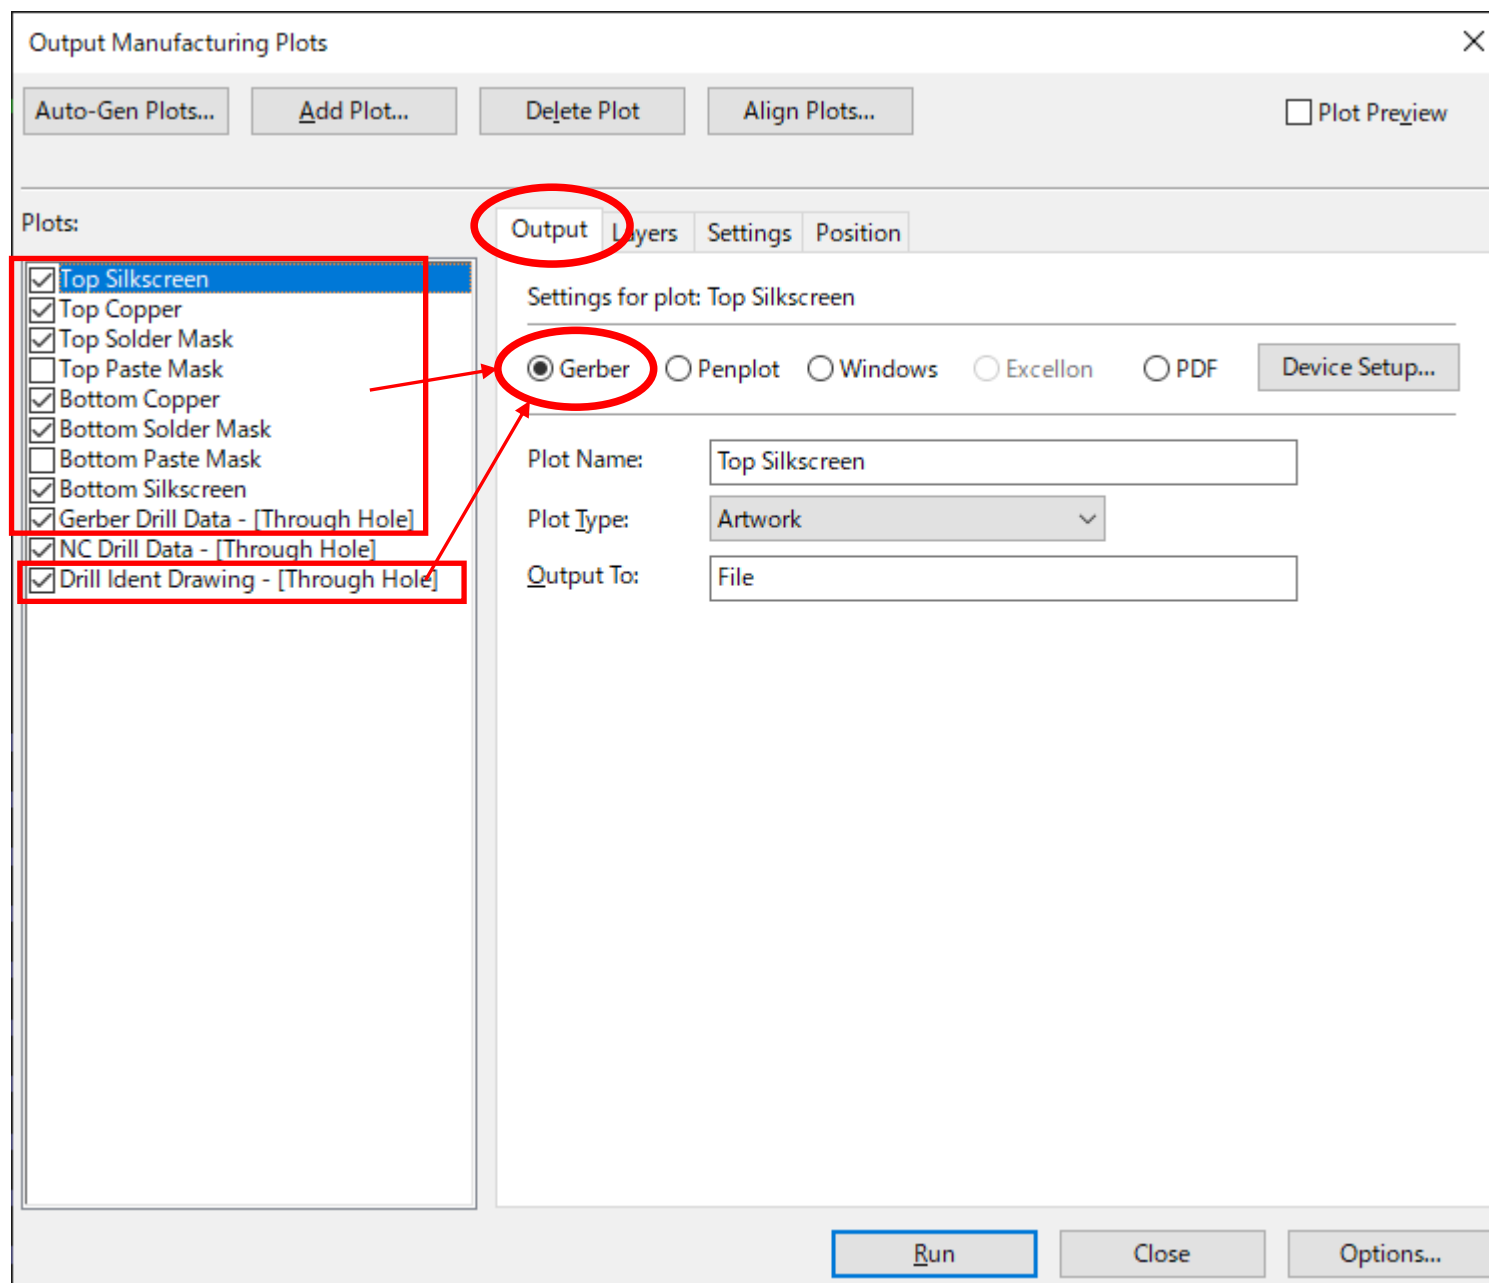 Output Manufacturing Plots
Auto-Gen Plots... Add Plot... Delete Plot Align Plots... Plot Preview
Plots:
Output Layers Settings Position
Top Silkscreen
Top Copper
Top Solder Mask
Top Paste Mask
Bottom Copper
Bottom Solder Mask
Bottom Paste Mask
Bottom Silkscreen
Gerber Drill Data - [Through Hole]
NC Drill Data - [Through Hole]
Drill Ident Drawing - [Through Hole]
Settings for plot: Top Silkscreen
Gerber Penplot Windows Excellon PDF Device Setup...
Plot Name: Top Silkscreen
Plot Type: Artwork
Output To: File
Run Close Options...